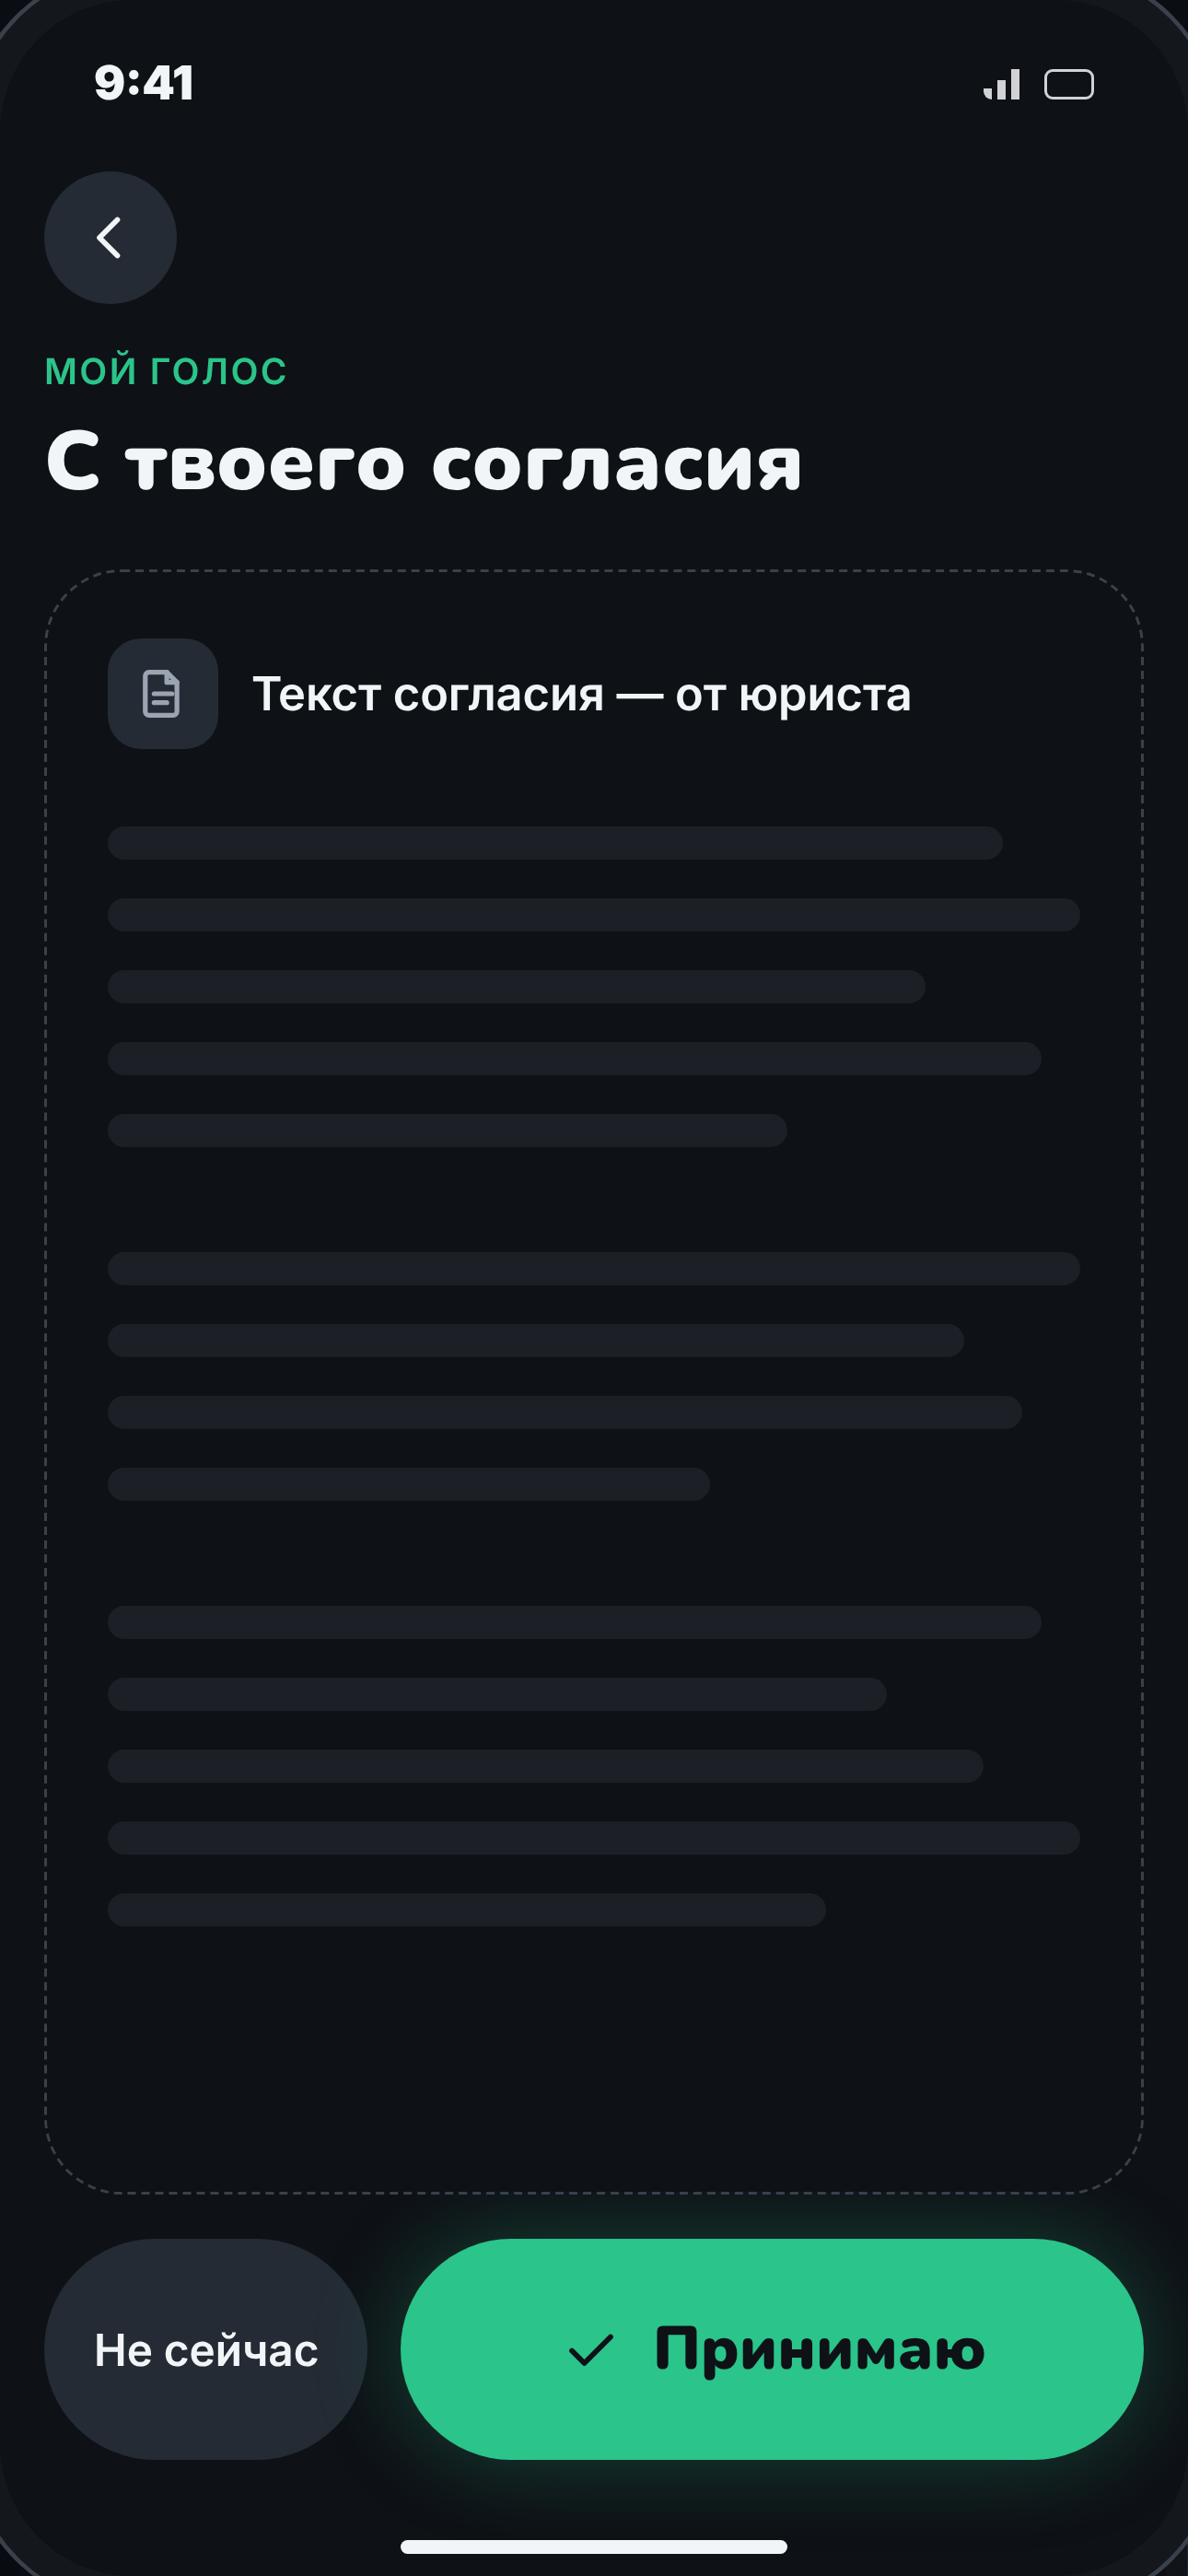 9:41
МОЙ ГОЛОС
С твоего согласия
Текст согласия — от юриста
Не сейчас
Принимаю